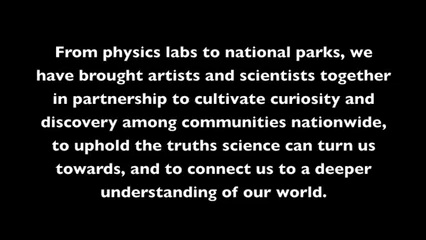 From physics labs to national parks, we
have brought artists and scientists together
in partnership to cultivate curiosity and
discovery among communities nationwide,
to uphold the truths science can turn us
towards, and to connect us to a deeper
understanding of our world.